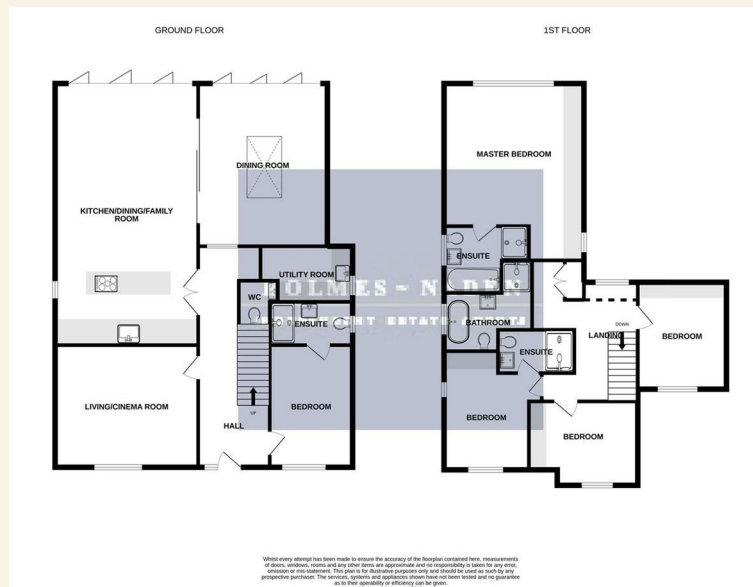 GROUND FLOOR
1ST FLOOR
KITCHEN/DINING/FAMILY
ROOM
DINING ROOM
UTILITY ROOM
WC
ENSUITE
LIVING/CINEMA ROOM
HALL
UP
BEDROOM
MASTER BEDROOM
ENSUITE
BATHROOM
ENSUITE
LANDING
DOWN
BEDROOM
BEDROOM
BEDROOM
Whilst every attempt has been made to ensure the accuracy of the floorplan contained here, measurements
of doors, windows, rooms and any other items are approximate and no responsibility is taken for any error,
omission or mis-statement. This plan is for illustrative purposes only and should be used as such by any
prospective purchaser. The services, systems and appliances shown have not been tested and no guarantee
as to their operability or efficiency can be given.